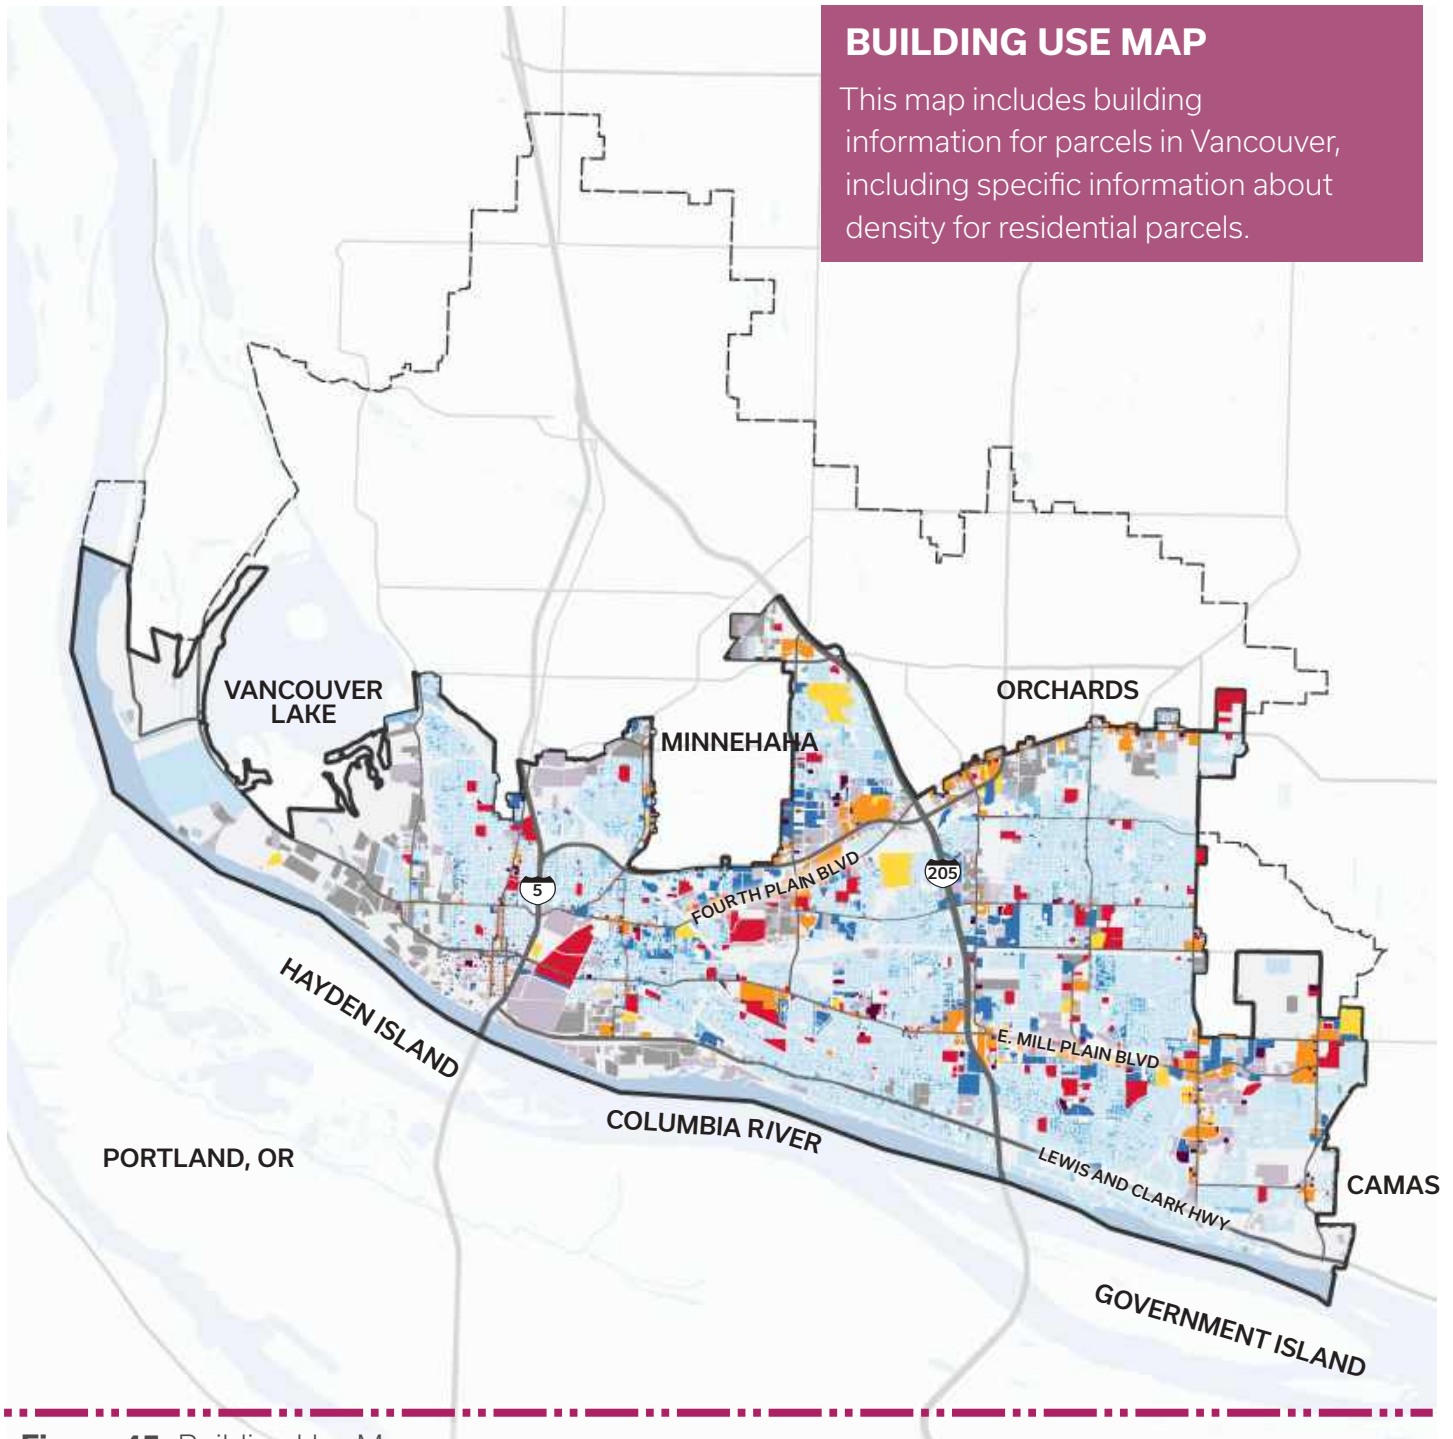 BUILDING USE MAP
This map includes building
information for parcels in Vancouver,
including specific information about
density for residential parcels.
VANCOUVER
LAKE
ORCHARDS
MINNEHAHA
FOURTH PLAIN BLVD
205
5
HAYDEN ISLAND
E. MILL PLAIN BLVD
COLUMBIA RIVER
PORTLAND, OR
LEWIS AND CLARK HWY
CAMAS
GOVERNMENT ISLAND